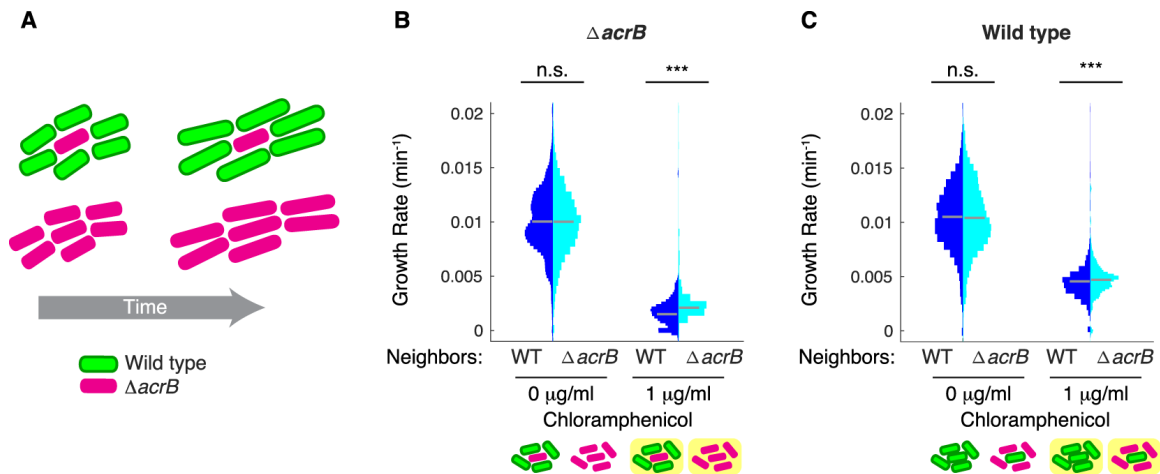 A
Time
Wild type
ΔacrB
B
ΔacrB
n.s.
***
Growth Rate (min⁻¹)
0.02
0.015
0.01
0.005
0
Neighbors: WT ΔacrB WT ΔacrB
0 μg/ml 1 μg/ml
Chloramphenicol
C
Wild type
n.s.
***
Growth Rate (min⁻¹)
0.02
0.015
0.01
0.005
0
Neighbors: WT ΔacrB WT ΔacrB
0 μg/ml 1 μg/ml
Chloramphenicol